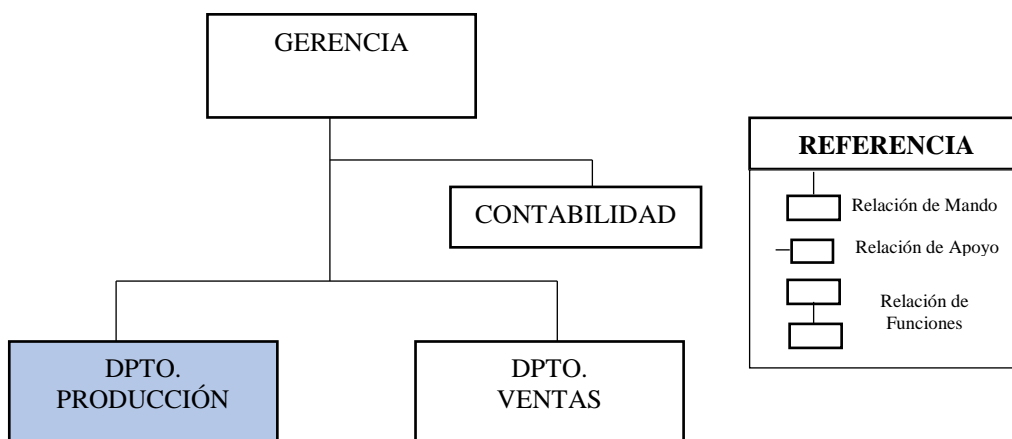 GERENCIA
CONTABILIDAD
DPTO.
PRODUCCIÓN
DPTO.
VENTAS
REFERENCIA
Relación de Mando
Relación de Apoyo
Relación de
Funciones